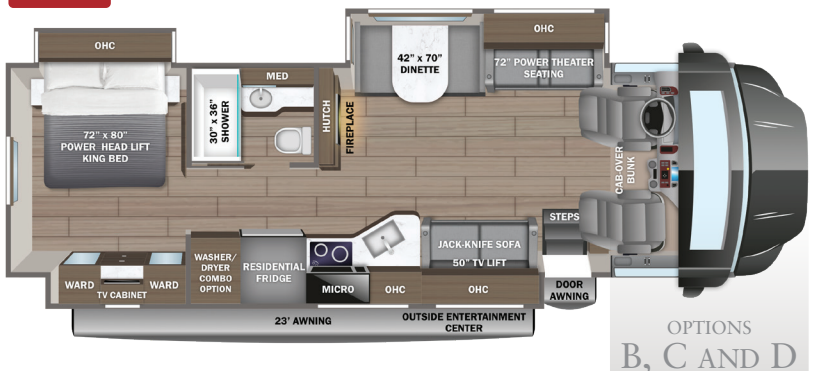 OHC
72" x 80"
POWER HEAD LIFT
KING BED
30" x 36"
SHOWER
MED
HUTCH
FIREPLACE
42" x 70"
DINETTE
OHC
72" POWER THEATER
SEATING
CAB-OVER
BUNK
WARD
TV CABINET
WARD
WASHER/
DRYER
COMBO
OPTION
RESIDENTIAL
FRIDGE
MICRO
OHC
JACK-KNIFE SOFA
50" TV LIFT
OHC
STEPS
DOOR
AWNING
23' AWNING
OUTSIDE ENTERTAINMENT
CENTER
OPTIONS
B, C AND D